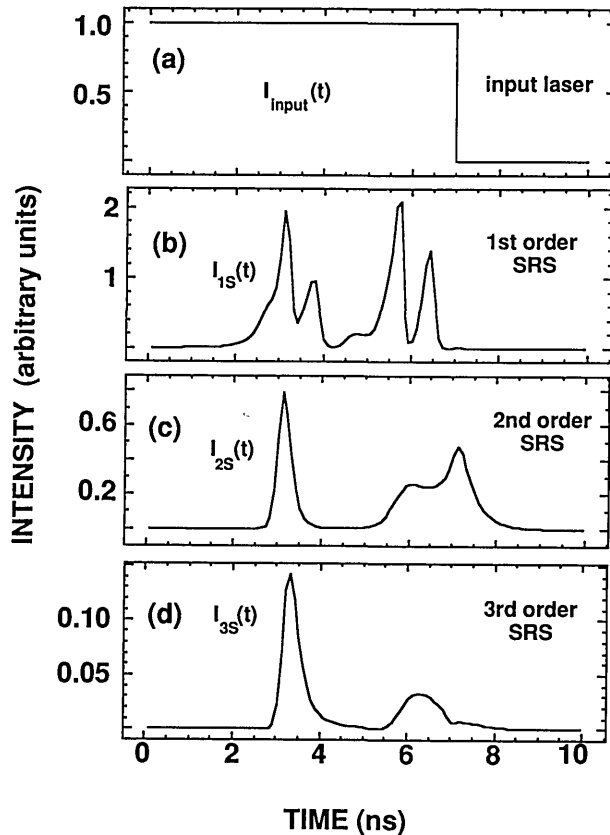 INTENSITY (arbitrary units)
1.0
0.5
(a)
I_input(t)
input laser
2
1
(b)
I_1S(t)
1st order
SRS
0.6
0.2
(c)
I_2S(t)
2nd order
SRS
0.10
0.05
(d)
I_3S(t)
3rd order
SRS
0 2 4 6 8 10
TIME (ns)